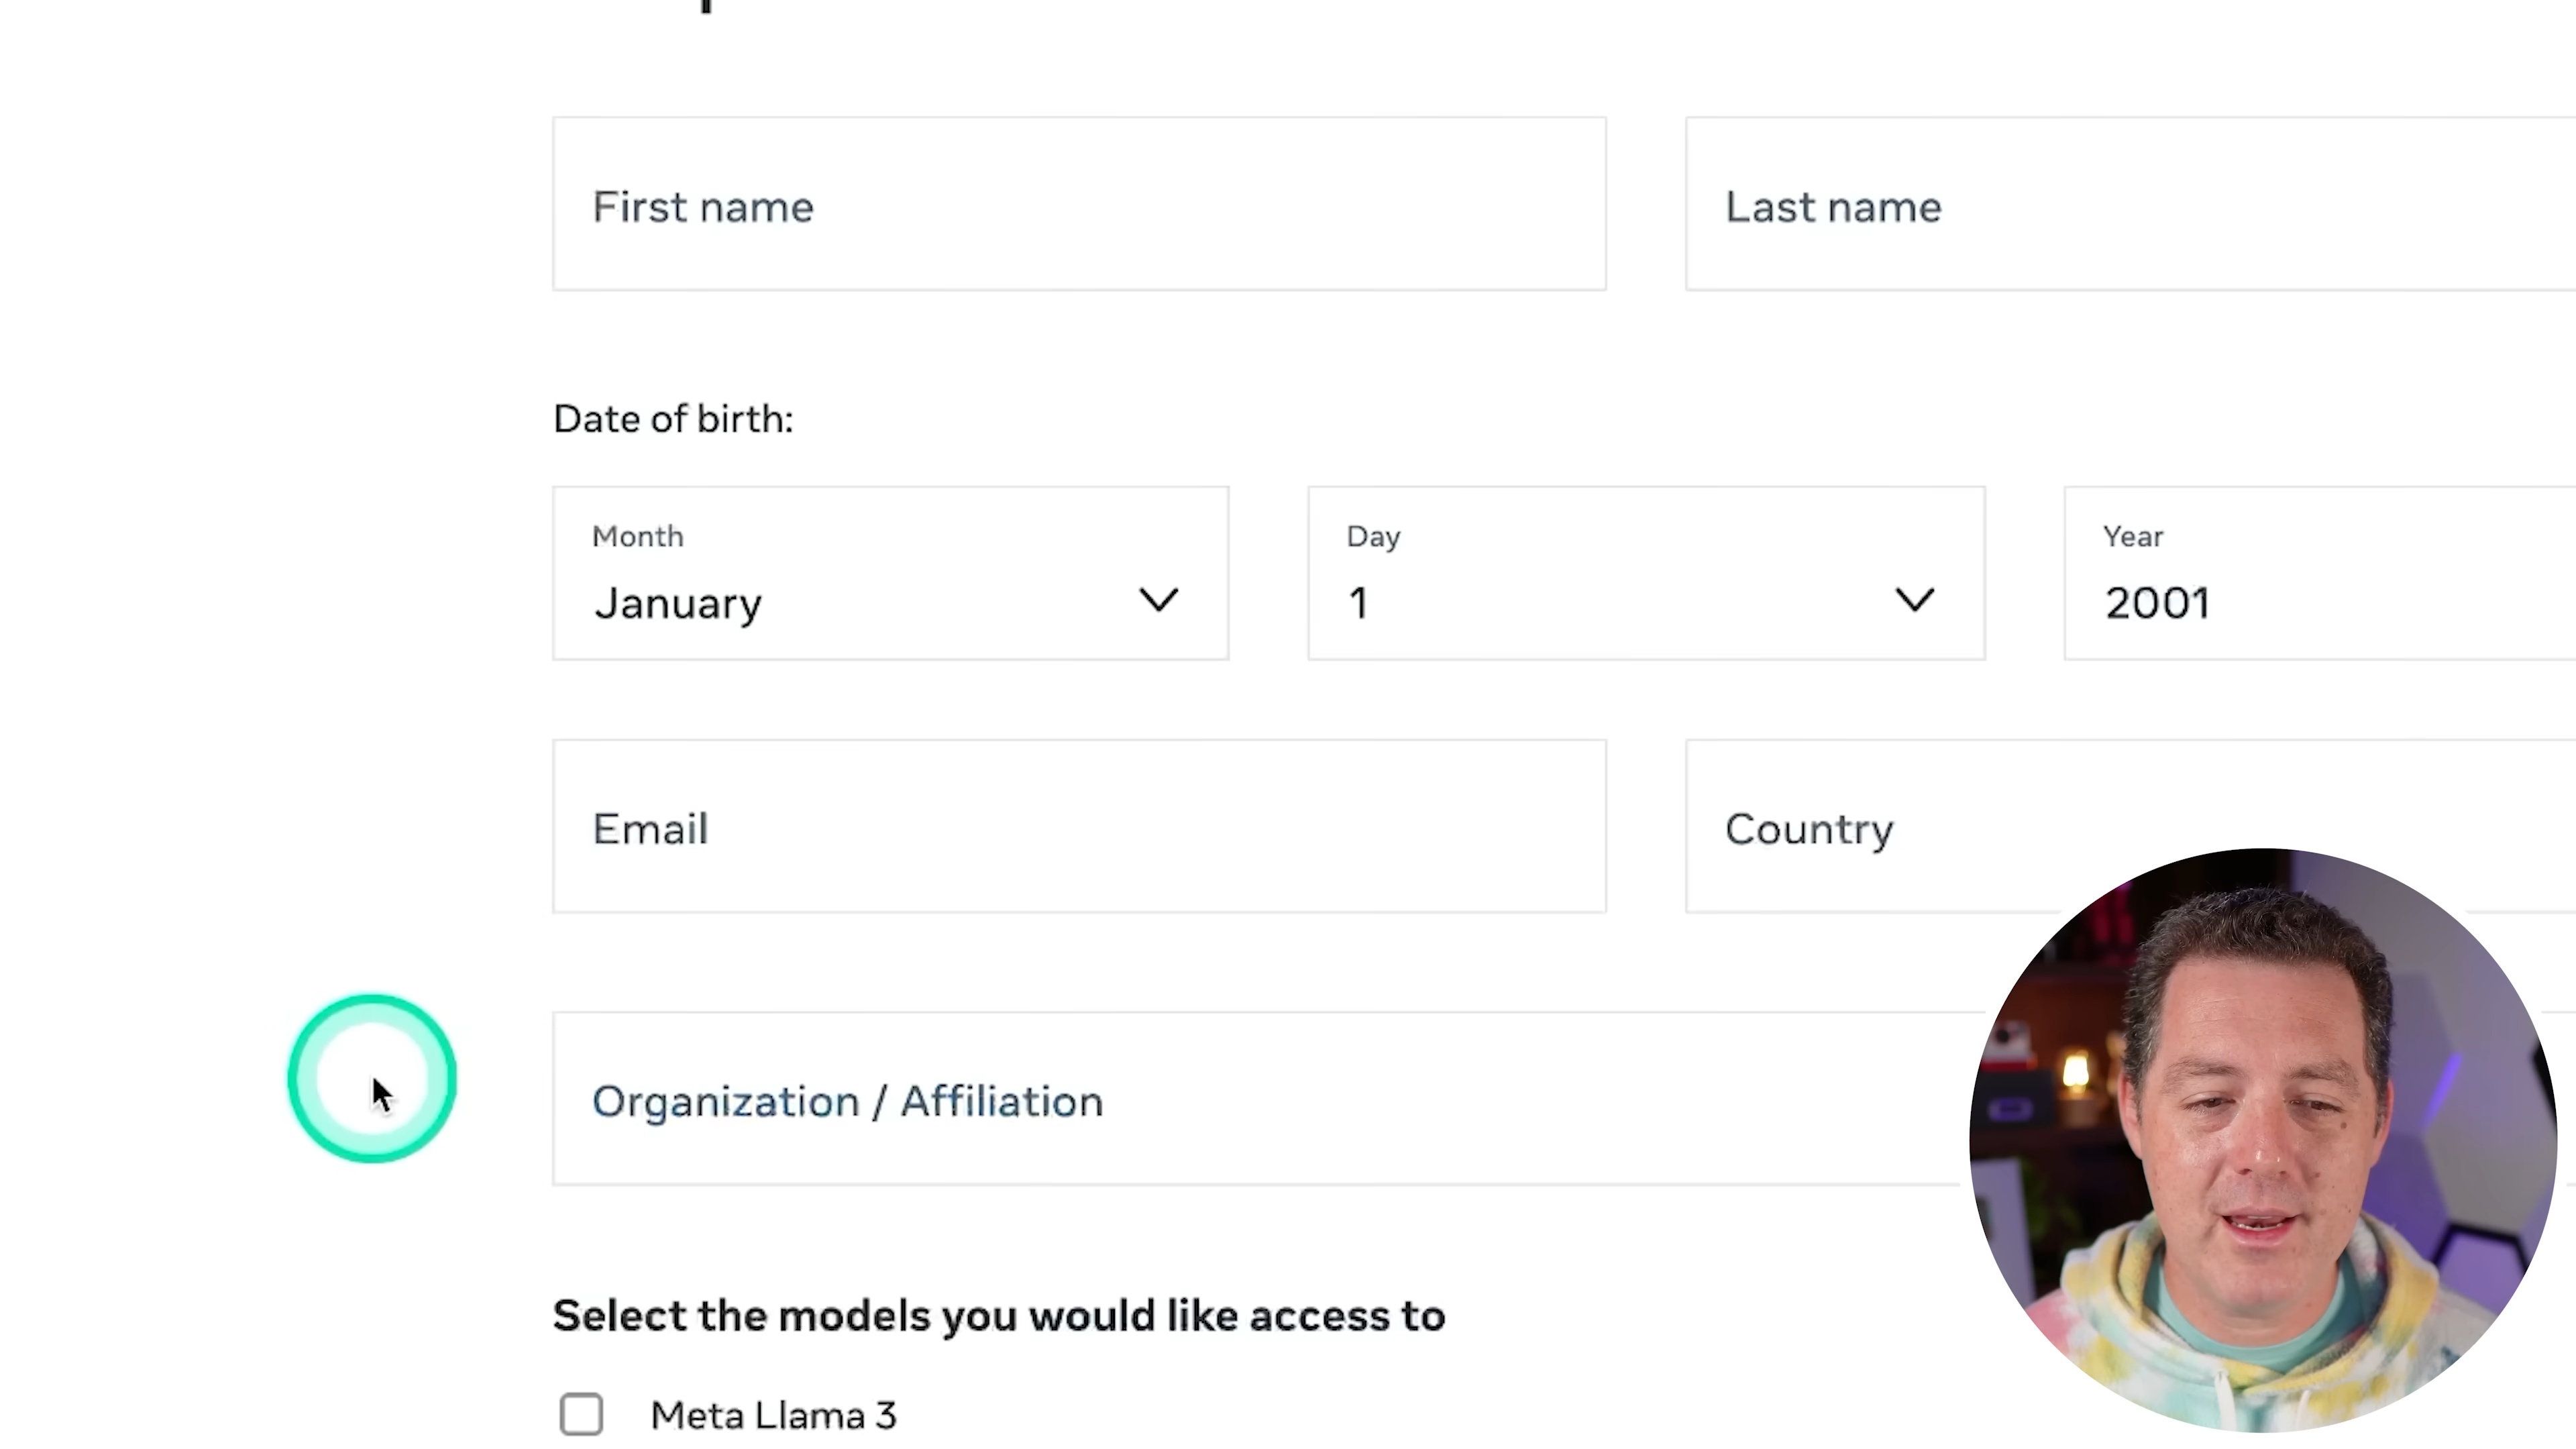 First name
Last name
Date of birth:
Month
January
Day
1
Year
2001
Email
Country
Organization / Affiliation
Select the models you would like access to
Meta Llama 3